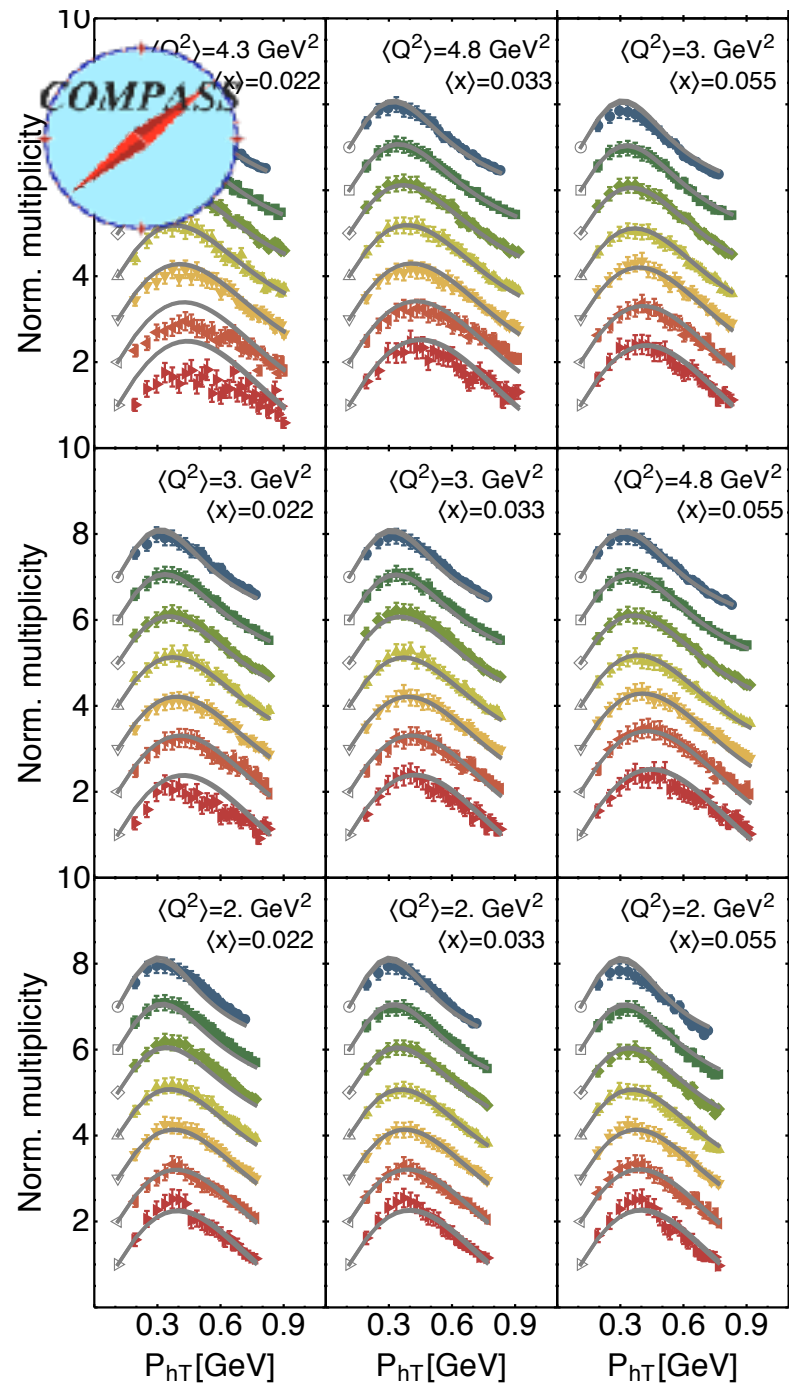 10
⟨Q²⟩=4.3 GeV²
⟨x⟩=0.022
⟨Q²⟩=4.8 GeV²
⟨x⟩=0.033
⟨Q²⟩=3. GeV²
⟨x⟩=0.055
COMPASS
Norm. multiplicity
4
2
10
⟨Q²⟩=3. GeV²
⟨x⟩=0.022
⟨Q²⟩=3. GeV²
⟨x⟩=0.033
⟨Q²⟩=4.8 GeV²
⟨x⟩=0.055
Norm. multiplicity
8
6
4
2
10
⟨Q²⟩=2. GeV²
⟨x⟩=0.022
⟨Q²⟩=2. GeV²
⟨x⟩=0.033
⟨Q²⟩=2. GeV²
⟨x⟩=0.055
Norm. multiplicity
8
6
4
2
0.3 0.6 0.9 0.3 0.6 0.9 0.3 0.6 0.9
P_hT[GeV] P_hT[GeV] P_hT[GeV]